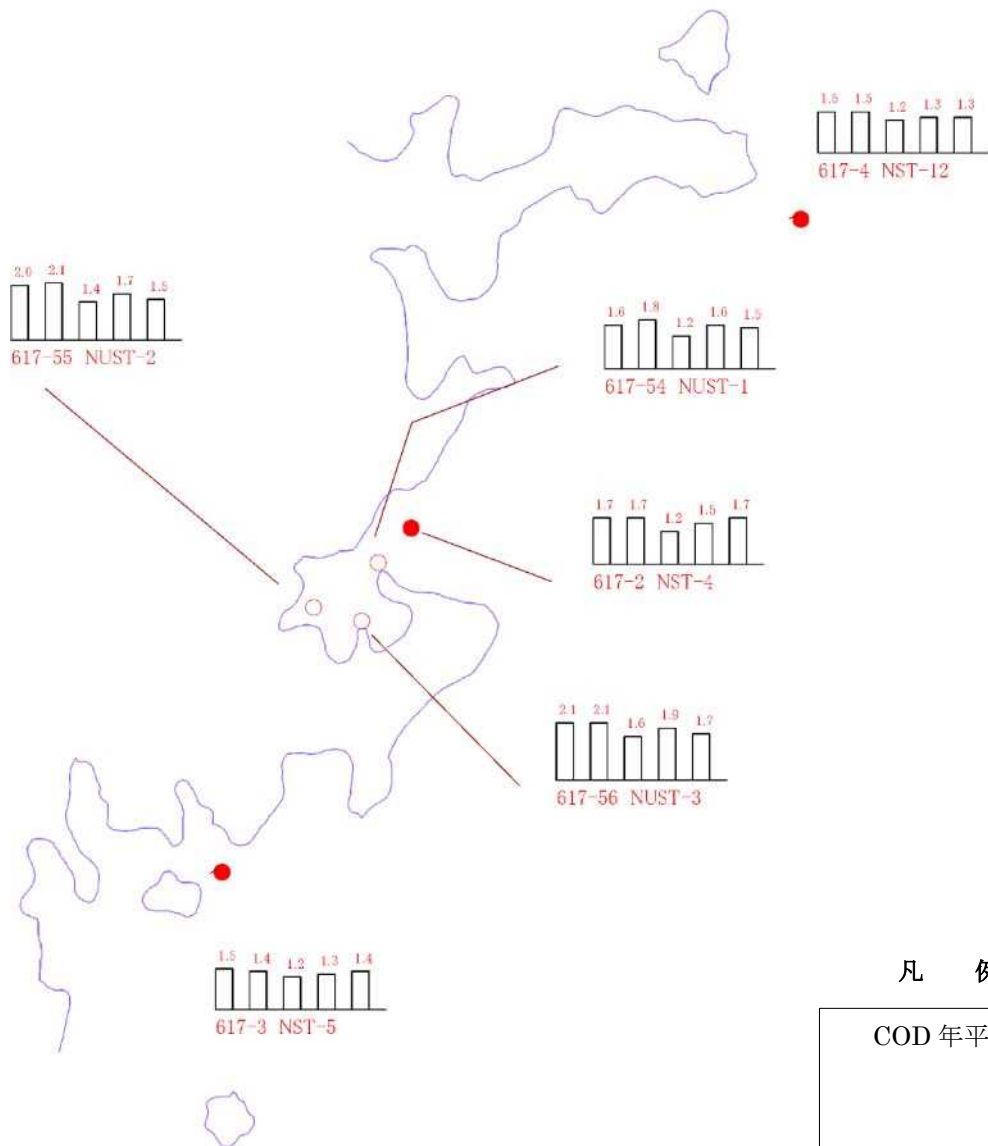 1.5 1.5 1.2 1.3 1.3
617-4 NST-12
2.0 2.1 1.4 1.7 1.5
617-55 NUST-2
1.6 1.8 1.2 1.6 1.5
617-54 NUST-1
1.7 1.7 1.2 1.5 1.7
617-2 NST-4
2.1 2.1 1.6 1.9 1.7
617-56 NUST-3
1.5 1.4 1.2 1.3 1.4
617-3 NST-5
凡 例
COD 年平